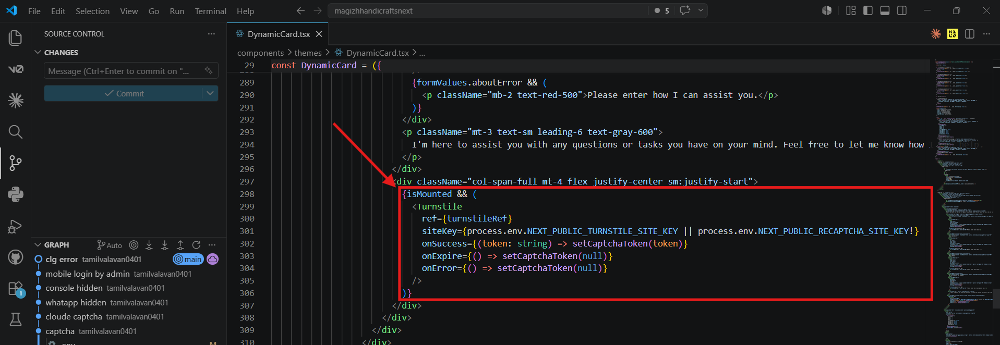 File Edit Selection View Go Run Terminal Help
magizhhandicraftsnext
5
SOURCE CONTROL
CHANGES
Message (Ctrl+Enter to commit on "...
Commit
GRAPH
Auto
clg error tamilvalavan0401 main
mobile login by admin tamilvalavan0401
console hidden tamilvalavan0401
whatapp hidden tamilvalavan0401
cloude captcha tamilvalavan0401
captcha tamilvalavan0401
.env M
1
DynamicCard.tsx
components > themes > DynamicCard.tsx > ...
29 const DynamicCard = ({
289 {formValues.aboutError && (
290 <p className="mb-2 text-red-500">Please enter how I can assist you.</p>
291 )}
292 </div>
293 <p className="mt-3 text-sm leading-6 text-gray-600">
294 I'm here to assist you with any questions or tasks you have on your mind. Feel free to let me know how I can help.
295 </p>
296 </div>
297 <div className="col-span-full mt-4 flex justify-center sm:justify-start">
298 {isMounted && (
299 <Turnstile
300 ref={turnstileRef}
301 siteKey={process.env.NEXT_PUBLIC_TURNSTILE_SITE_KEY || process.env.NEXT_PUBLIC_RECAPTCHA_SITE_KEY!}
302 onSuccess={(token: string) => setCaptchaToken(token)}
303 onExpire={() => setCaptchaToken(null)}
304 onError={() => setCaptchaToken(null)}
305 />
306 )}
307 </div>
308 </div>
309 </div>
310 </div>